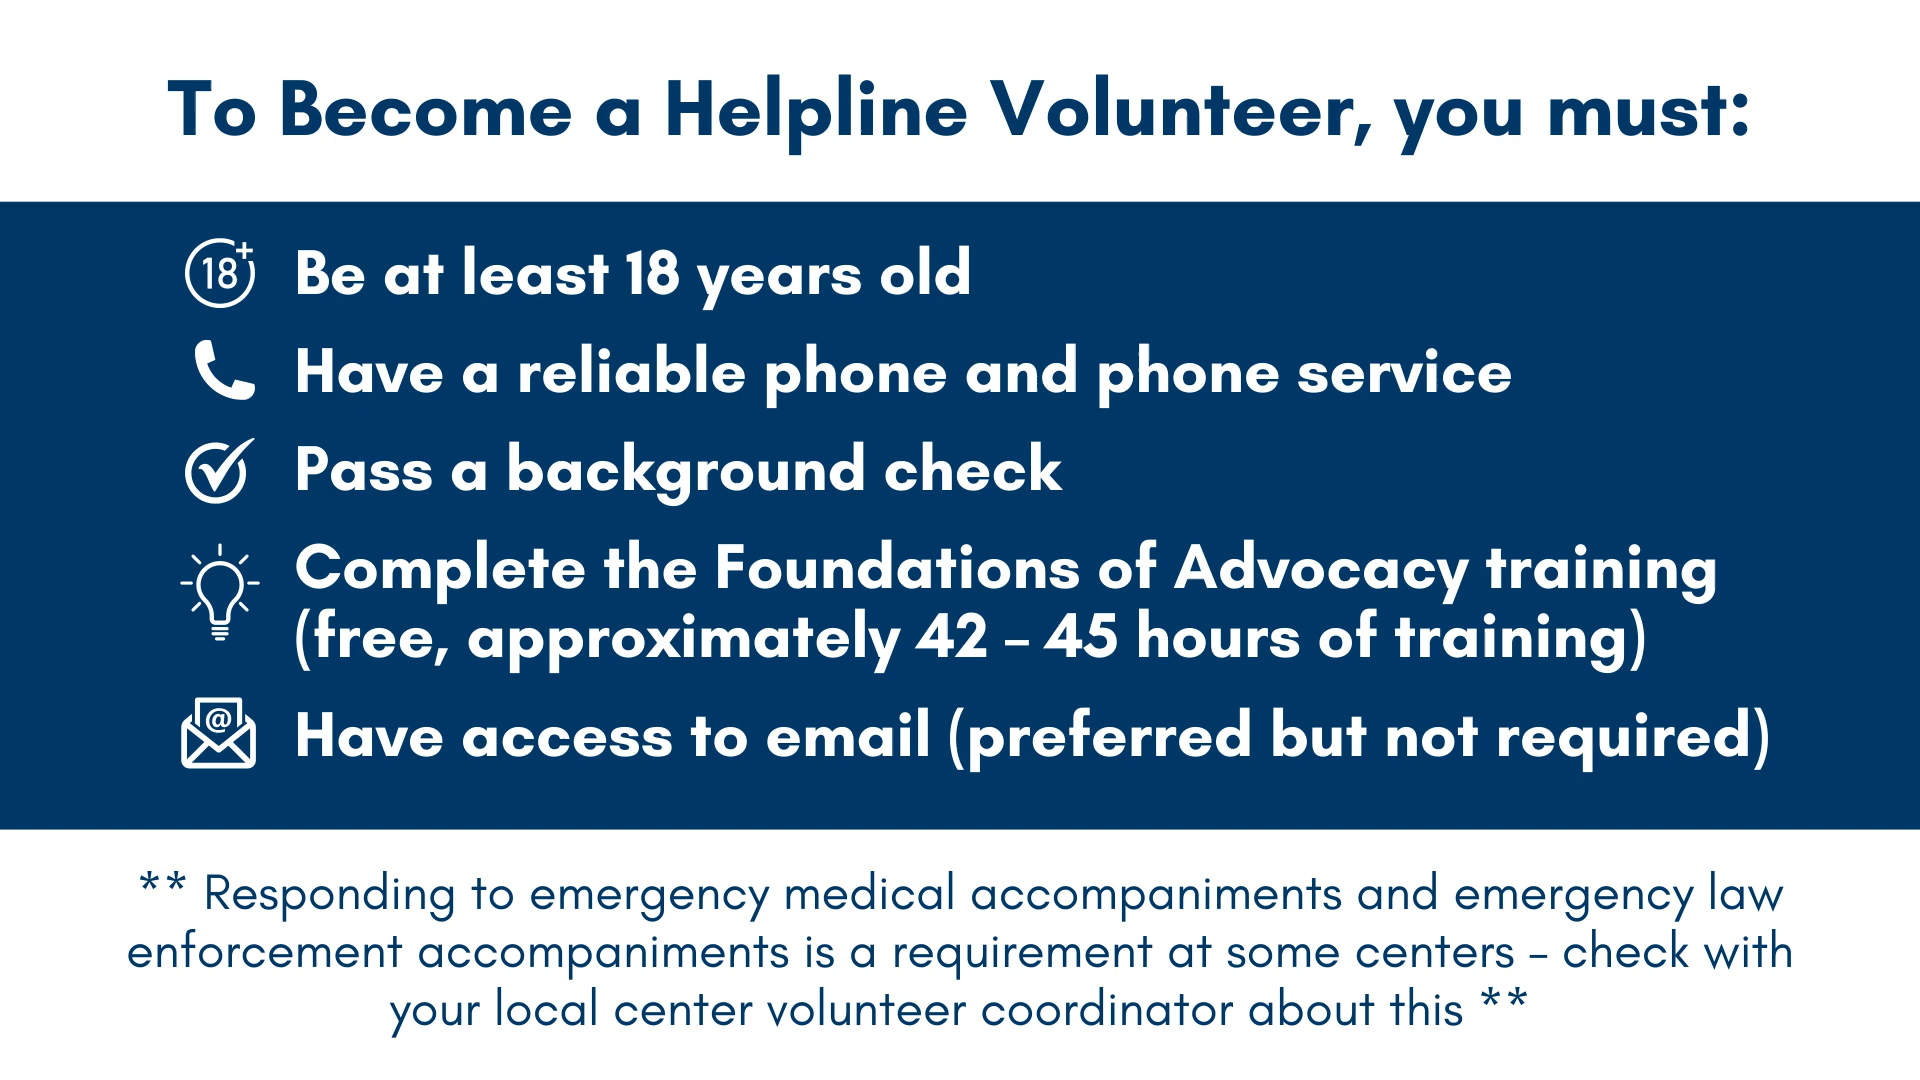 To Become a Helpline Volunteer, you must:
18+ Be at least 18 years old
Have a reliable phone and phone service
Pass a background check
Complete the Foundations of Advocacy training
(free, approximately 42 – 45 hours of training)
@ Have access to email (preferred but not required)
** Responding to emergency medical accompaniments and emergency law
enforcement accompaniments is a requirement at some centers – check with
your local center volunteer coordinator about this **